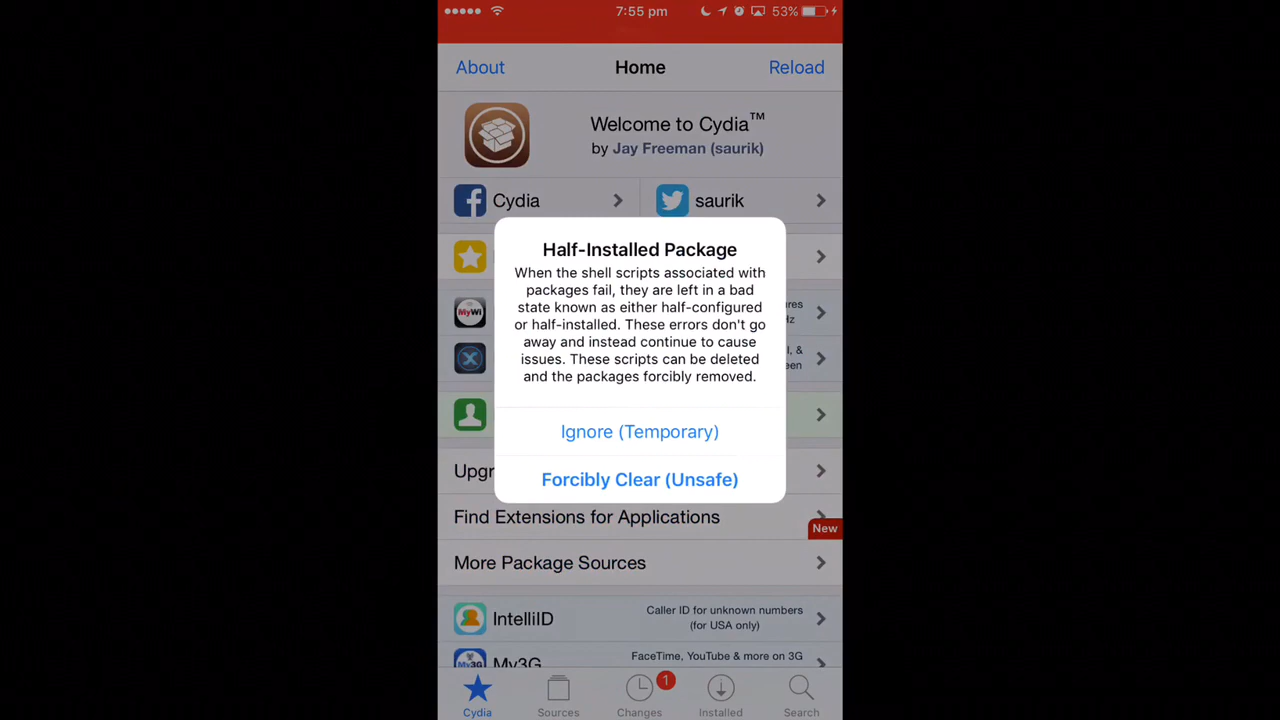 7:55 pm
53%
About
Home
Reload
Welcome to Cydia™
by Jay Freeman (saurik)
Cydia
saurik
Half-Installed Package
When the shell scripts associated with
packages fail, they are left in a bad
state known as either half-configured
or half-installed. These errors don't go
away and instead continue to cause
issues. These scripts can be deleted
and the packages forcibly removed.
Ignore (Temporary)
Forcibly Clear (Unsafe)
MyWi
Find Extensions for Applications
New
More Package Sources
IntelliID
Caller ID for unknown numbers
(for USA only)
My3G
My3G
FaceTime, YouTube & more on 3G
1
Cydia
Sources
Changes
Installed
Search